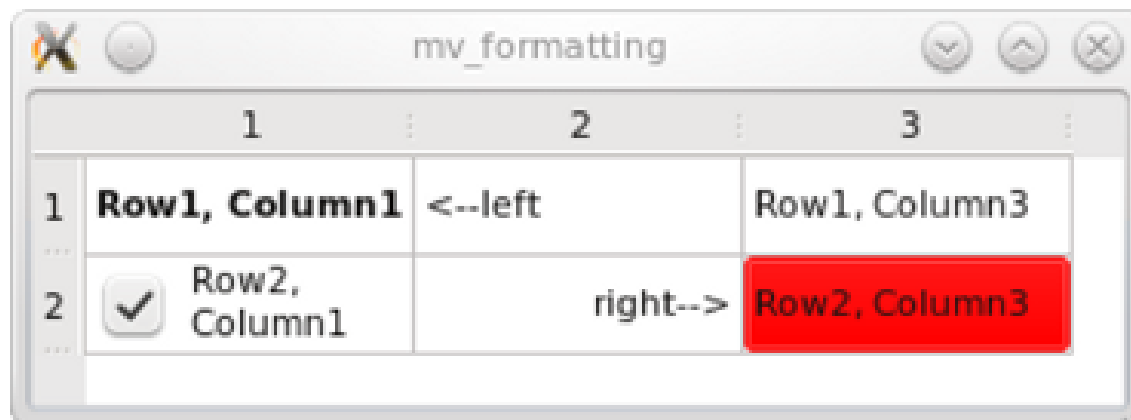 mv_formatting
1 2 3
1 Row1, Column1 <--left Row1, Column3
2 Row2,
Column1 right--> Row2, Column3